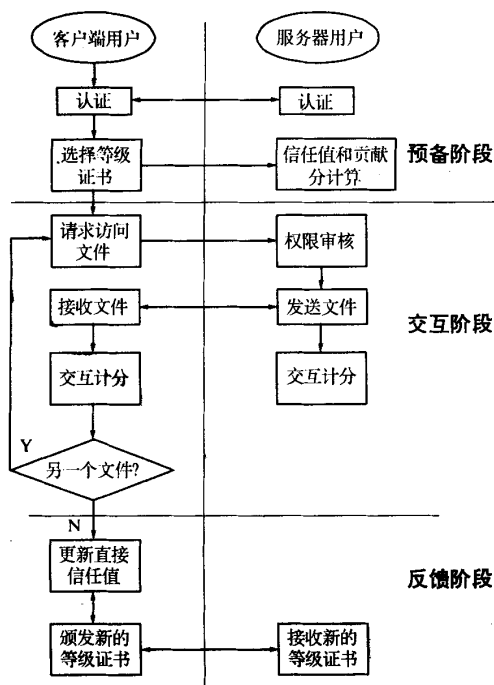 客户端用户
服务器用户
认证
认证
选择等级
证书
信任值和贡献
分计算
预备阶段
请求访问
文件
权限审核
接收文件
发送文件
交互阶段
交互计分
交互计分
Y
另一个文件?
N
更新直接
信任值
反馈阶段
颁发新的
等级证书
接收新的
等级证书